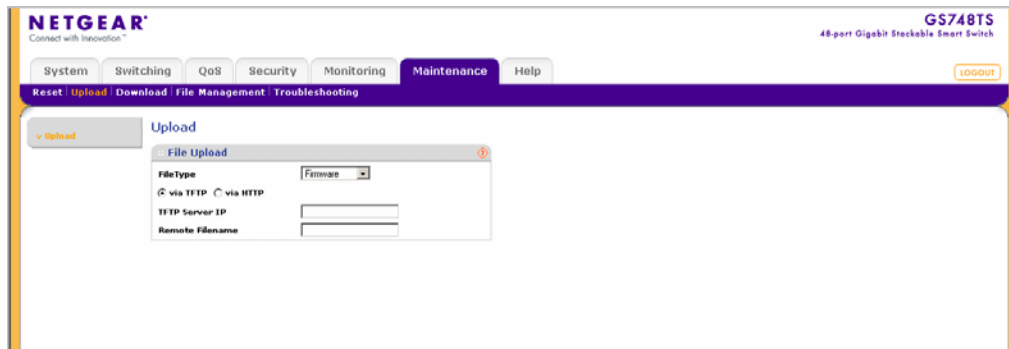 NETGEAR®
Connect with Innovation™
GS748TS
48-port Gigabit Stackable Smart Switch
System Switching QoS Security Monitoring Maintenance Help
LOGOUT
Reset Upload Download File Management Troubleshooting
Upload
Upload
File Upload
?
FileType Firmware
via TFTP via HTTP
TFTP Server IP
Remote Filename